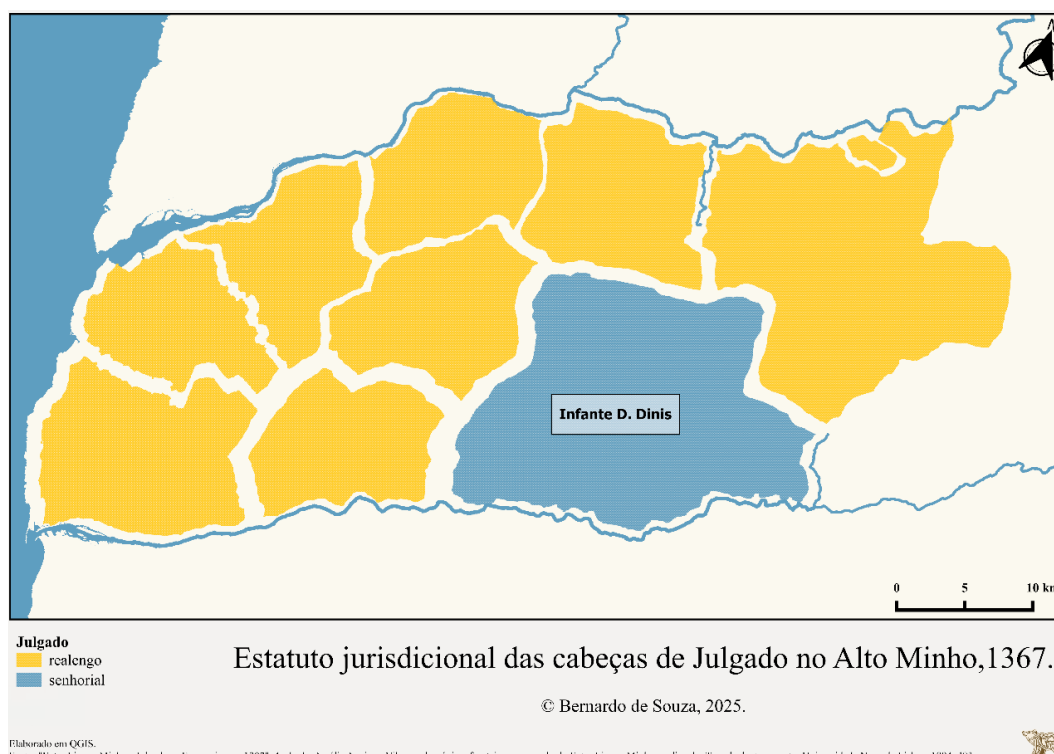 N
Infante D. Dinis
0 5 10 km
Julgado
realengo
senhorial
Estatuto jurisdicional das cabeças de Julgado no Alto Minho,1367.
© Bernardo de Souza, 2025.
Elaborado em QGIS.